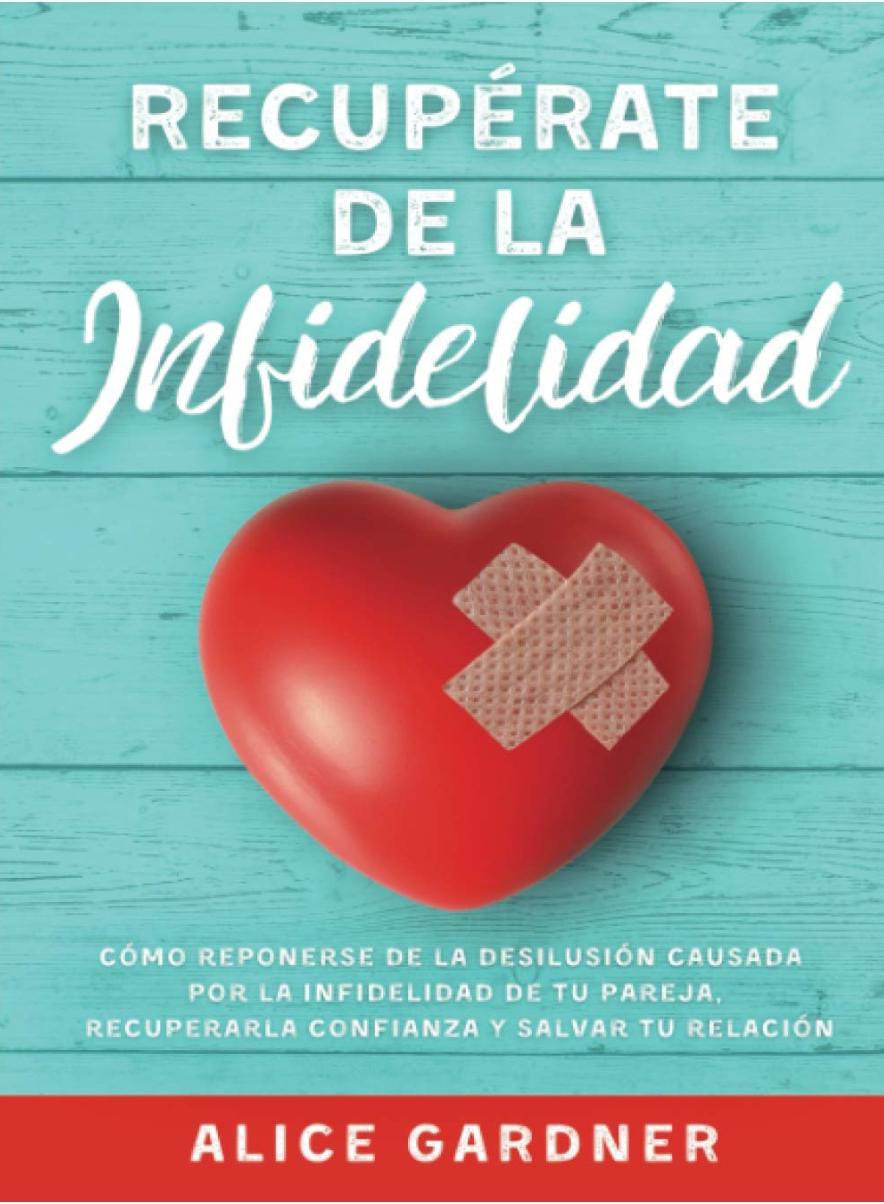 RECUPÉRATE
DE LA
Infidelidad
CÓMO REPONERSE DE LA DESILUSIÓN CAUSADA
POR LA INFIDELIDAD DE TU PAREJA,
RECUPERARLA CONFIANZA Y SALVAR TU RELACIÓN
ALICE GARDNER